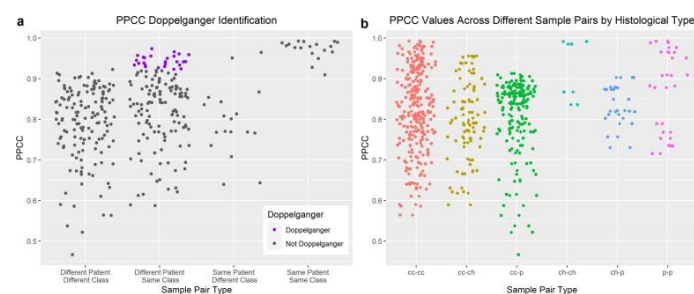 a
PPCC Doppelganger Identification
1.0
0.9
0.8
0.7
0.6
0.5
PPCC
Doppelganger
Doppelganger
Not Doppelganger
Different Patient
Different Class
Different Patient
Same Class
Same Patient
Different Class
Same Patient
Same Class
Sample Pair Type
b
PPCC Values Across Different Sample Pairs by Histological Type
1.0
0.9
0.8
0.7
0.6
0.5
PPCC
cc-cc
cc-ch
cc-p
ch-ch
ch-p
p-p
Sample Pair Type